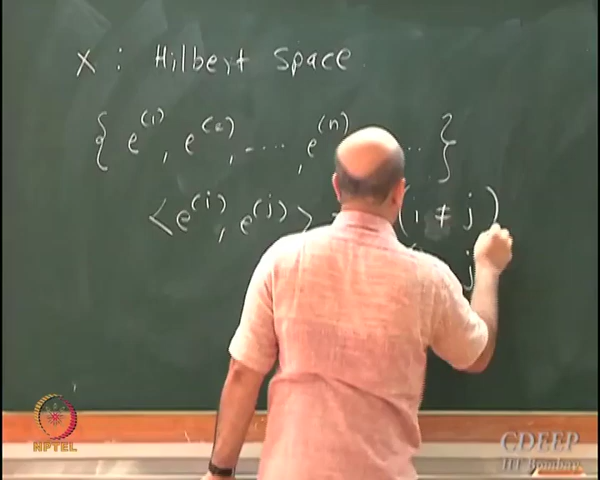 X : Hilbert Space
{ e^(1), e^(2), ...., e^(n) .. }
<e^(i), e^(j)> (i ≠ j)
j
NPTEL
CDEEP
IIT Bombay